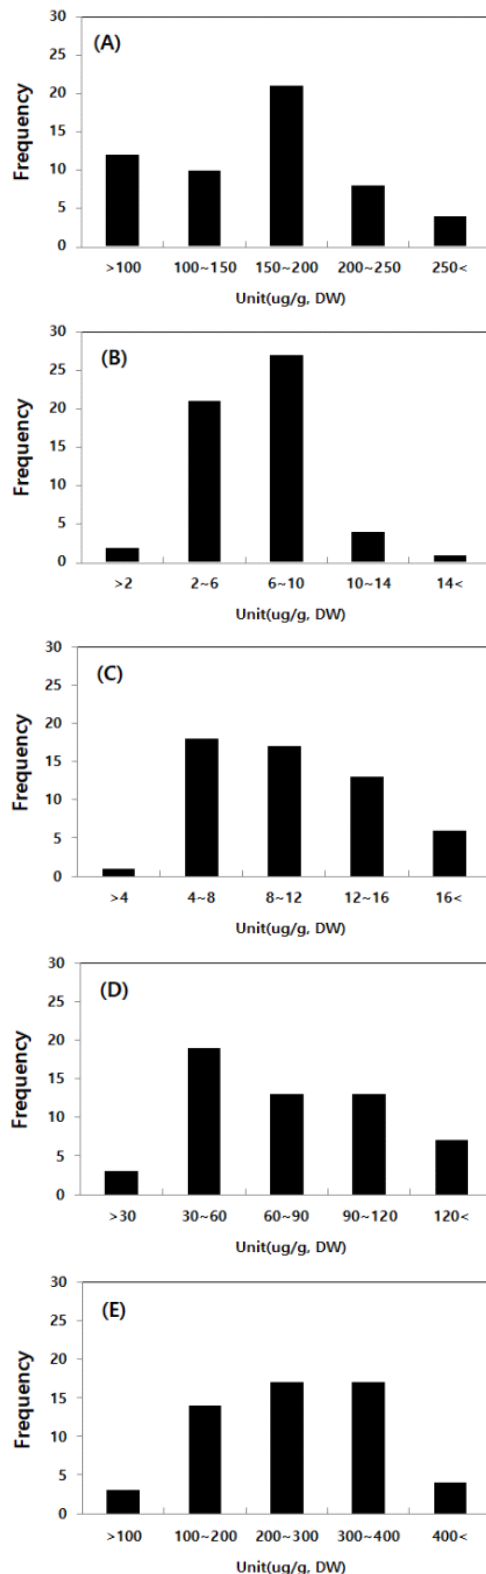 30
(A)
25
20
15
10
5
0
Frequency
>100 100~150 150~200 200~250 250<
Unit(ug/g, DW)
30
(B)
25
20
15
10
5
0
Frequency
>2 2~6 6~10 10~14 14<
Unit(ug/g, DW)
30
(C)
25
20
15
10
5
0
Frequency
>4 4~8 8~12 12~16 16<
Unit(ug/g, DW)
30
(D)
25
20
15
10
5
0
Frequency
>30 30~60 60~90 90~120 120<
Unit(ug/g, DW)
30
(E)
25
20
15
10
5
0
Frequency
>100 100~200 200~300 300~400 400<
Unit(ug/g, DW)